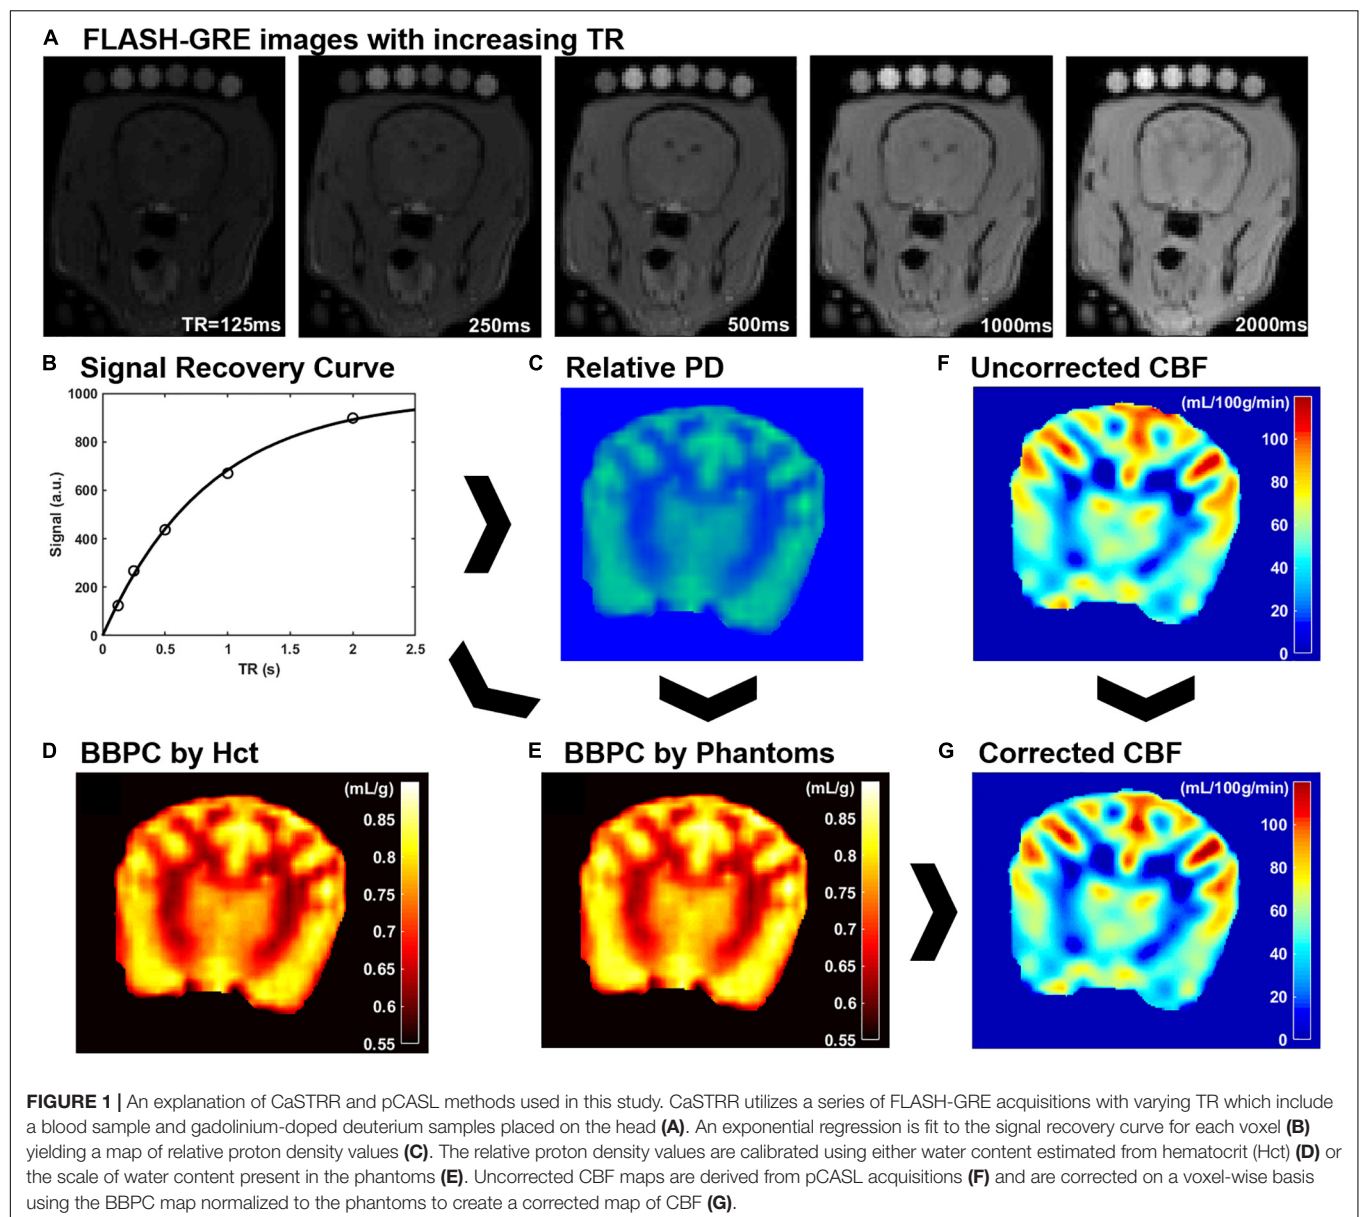 A FLASH-GRE images with increasing TR
TR=125ms
250ms
500ms
1000ms
2000ms
B Signal Recovery Curve
1000
800
600
400
200
0
Signal (a.u.)
0 0.5 1 1.5 2 2.5
TR (s)
C Relative PD
F Uncorrected CBF
(mL/100g/min)
100
80
60
40
20
0
D BBPC by Hct
(mL/g)
0.85
0.8
0.75
0.7
0.65
0.6
0.55
E BBPC by Phantoms
(mL/g)
0.85
0.8
0.75
0.7
0.65
0.6
0.55
G Corrected CBF
(mL/100g/min)
100
80
60
40
20
0
FIGURE 1 | An explanation of CaSTRR and pCASL methods used in this study. CaSTRR utilizes a series of FLASH-GRE acquisitions with varying TR which include
a blood sample and gadolinium-doped deuterium samples placed on the head (A). An exponential regression is fit to the signal recovery curve for each voxel (B)
yielding a map of relative proton density values (C). The relative proton density values are calibrated using either water content estimated from hematocrit (Hct) (D) or
the scale of water content present in the phantoms (E). Uncorrected CBF maps are derived from pCASL acquisitions (F) and are corrected on a voxel-wise basis
using the BBPC map normalized to the phantoms to create a corrected map of CBF (G).